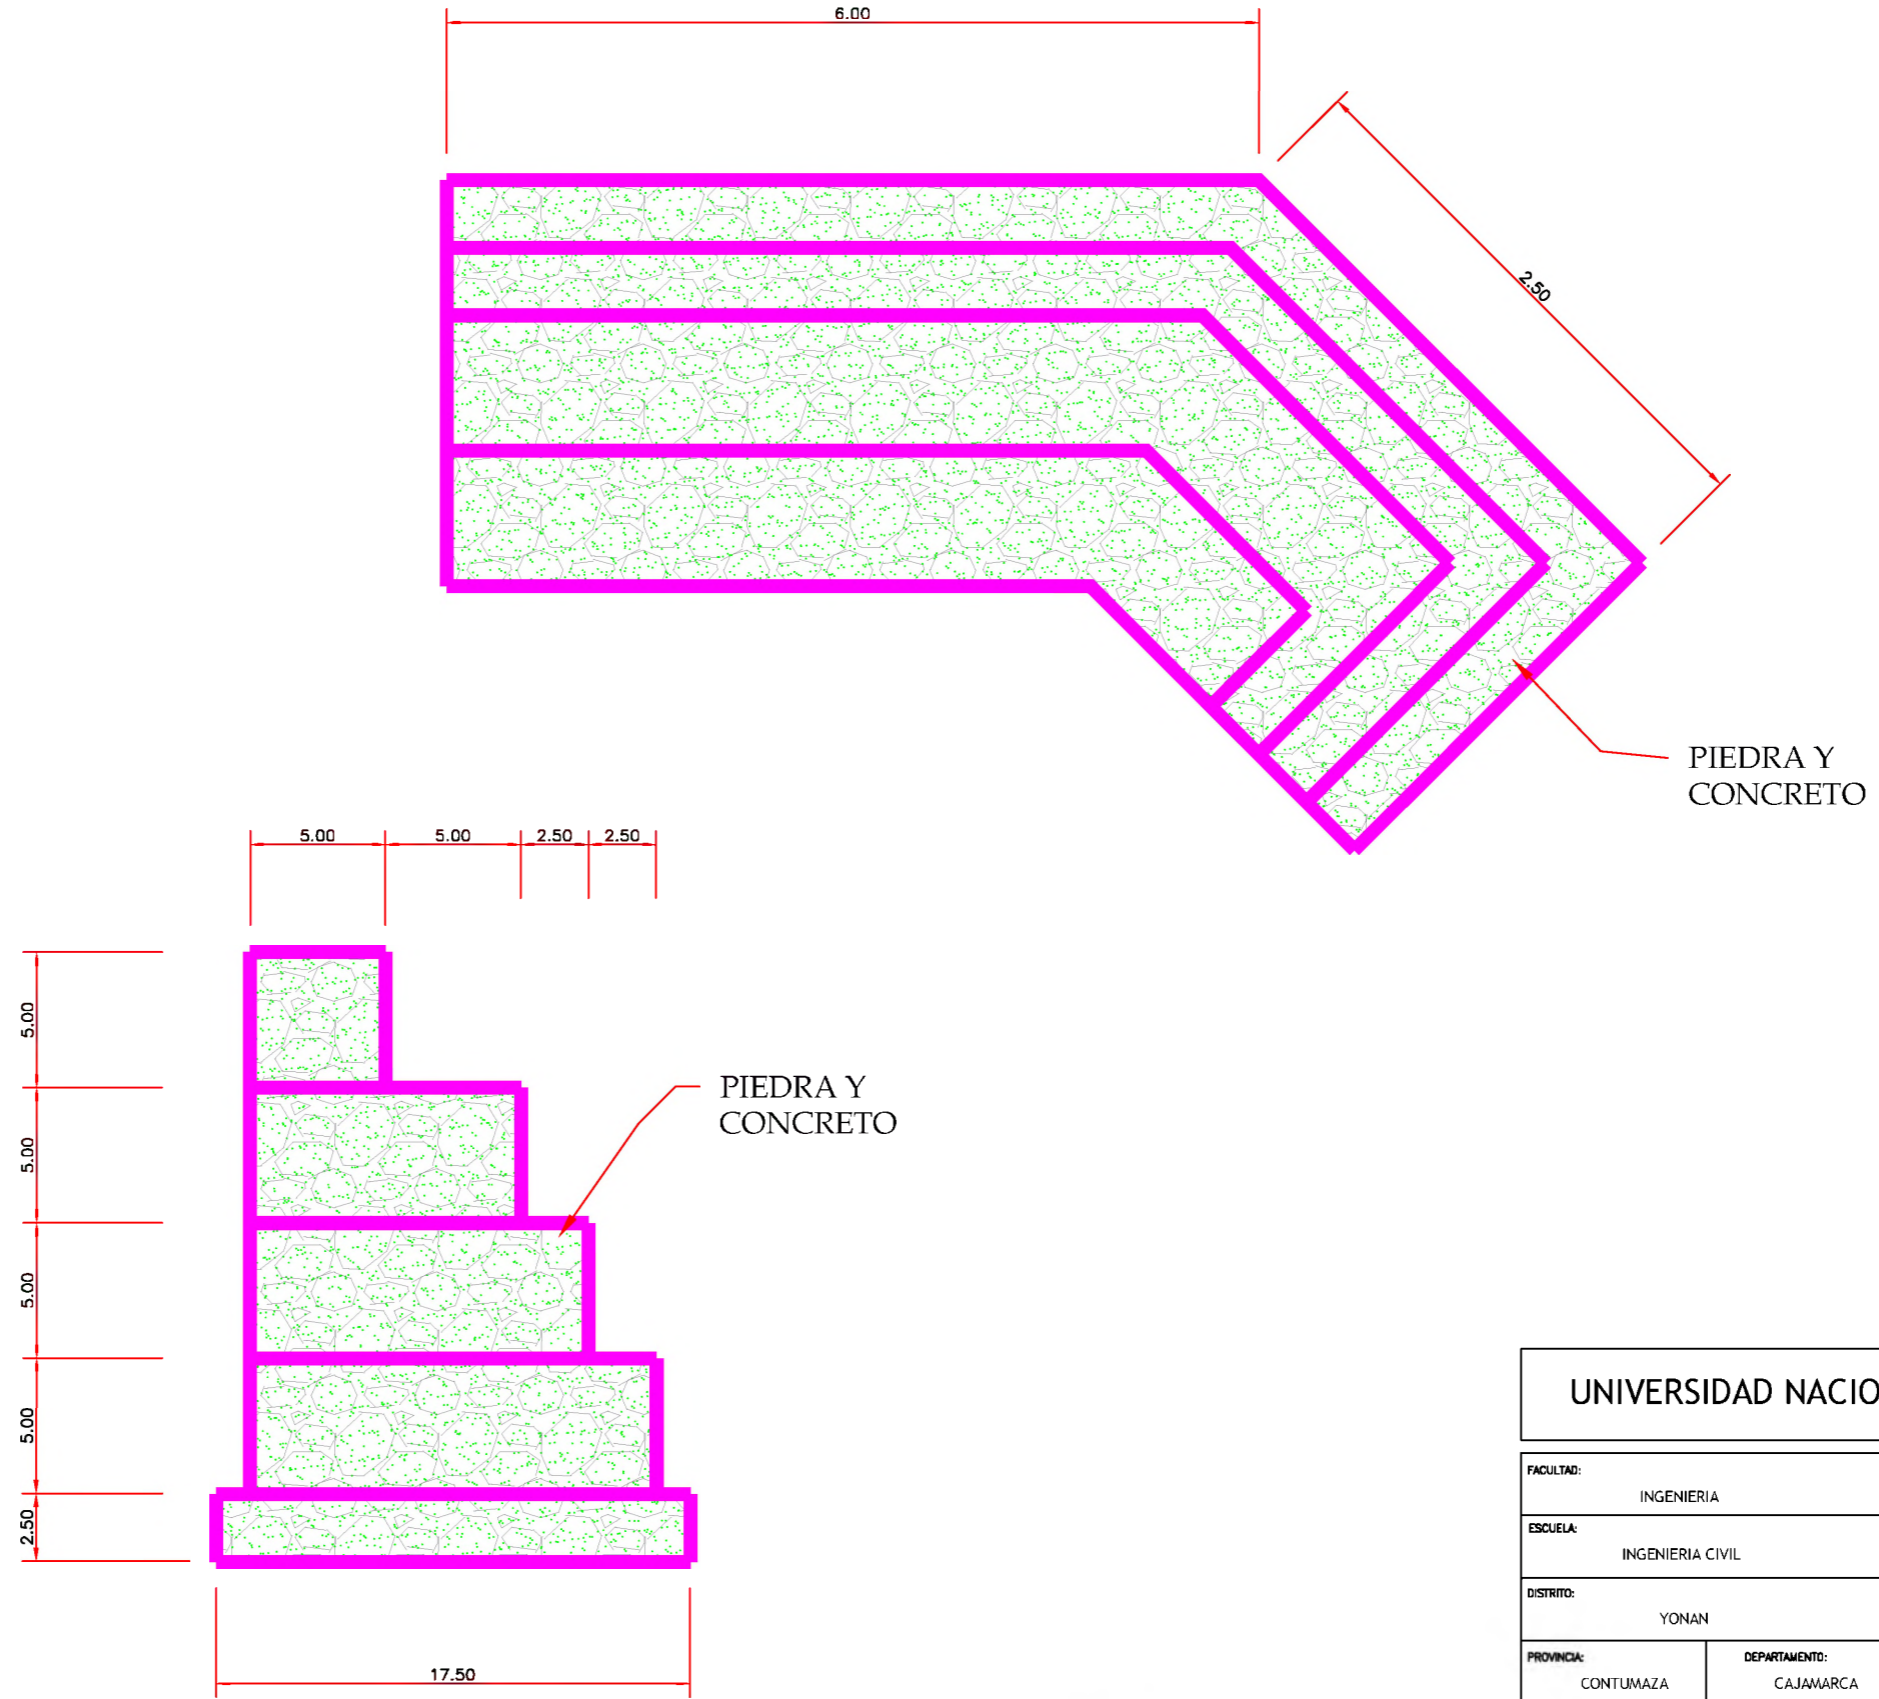 6.00
2.50
PIEDRA Y
CONCRETO
5.00 5.00 2.50 2.50
5.00
PIEDRA Y
CONCRETO
5.00
5.00
5.00
2.50
17.50
UNIVERSIDAD NACIO
FACULTAD:
INGENIERIA
ESCUELA:
INGENIERIA CIVIL
DISTRITO:
YONAN
PROVINCIA: DEPARTAMENTO:
CONTUMAZA CAJAMARCA